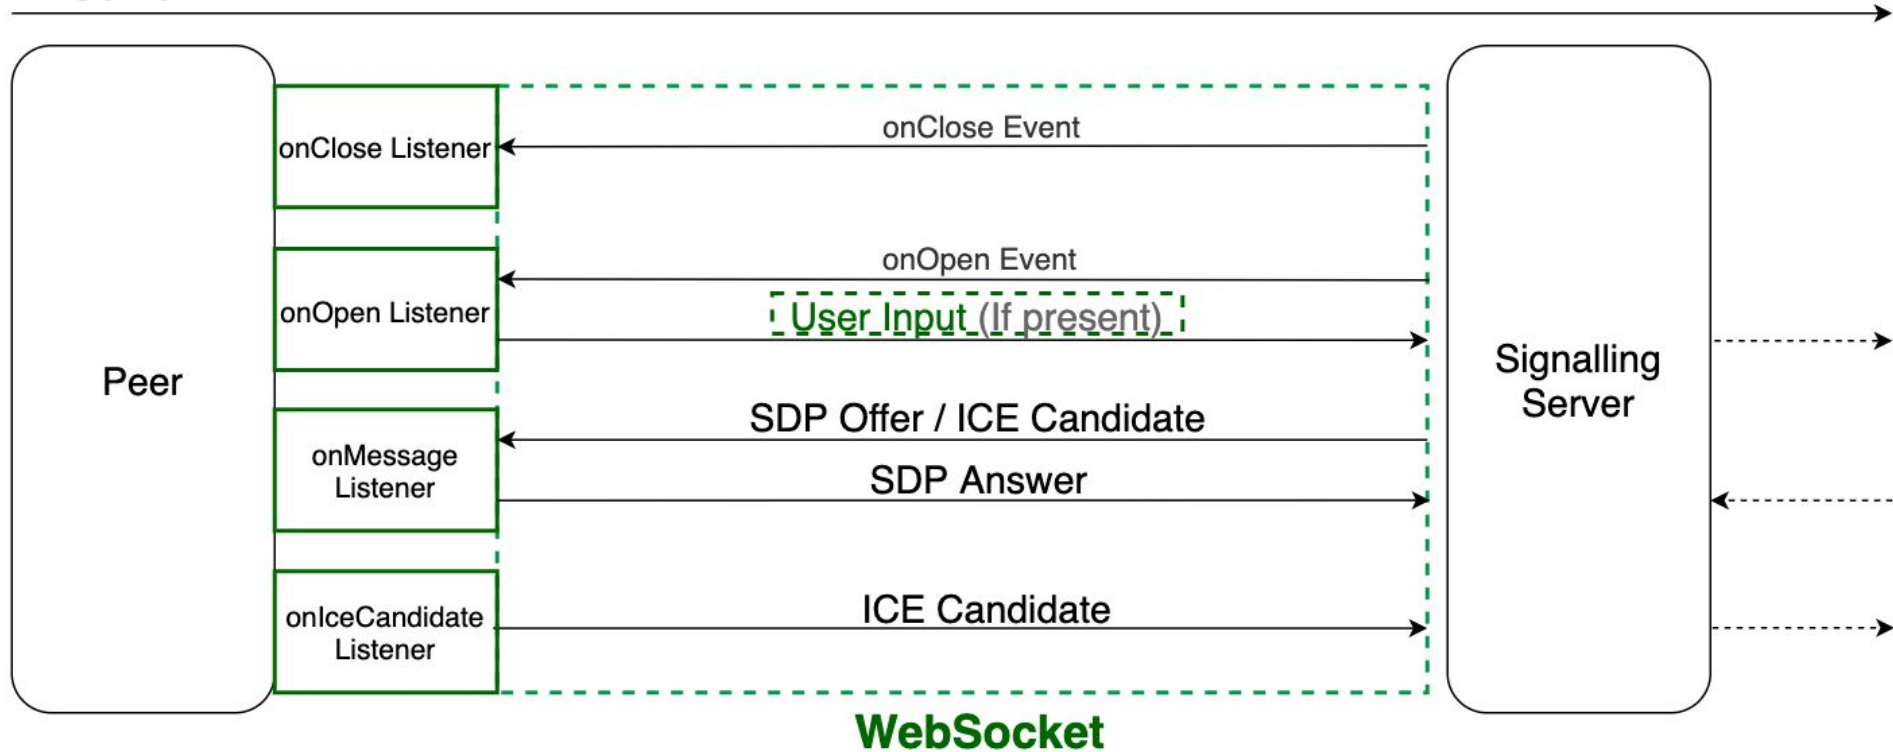 onClose Listener
onClose Event
onOpen Event
onOpen Listener
User Input (If present)
Peer
Signalling
Server
SDP Offer / ICE Candidate
onMessage
Listener
SDP Answer
onIceCandidate
Listener
ICE Candidate
WebSocket